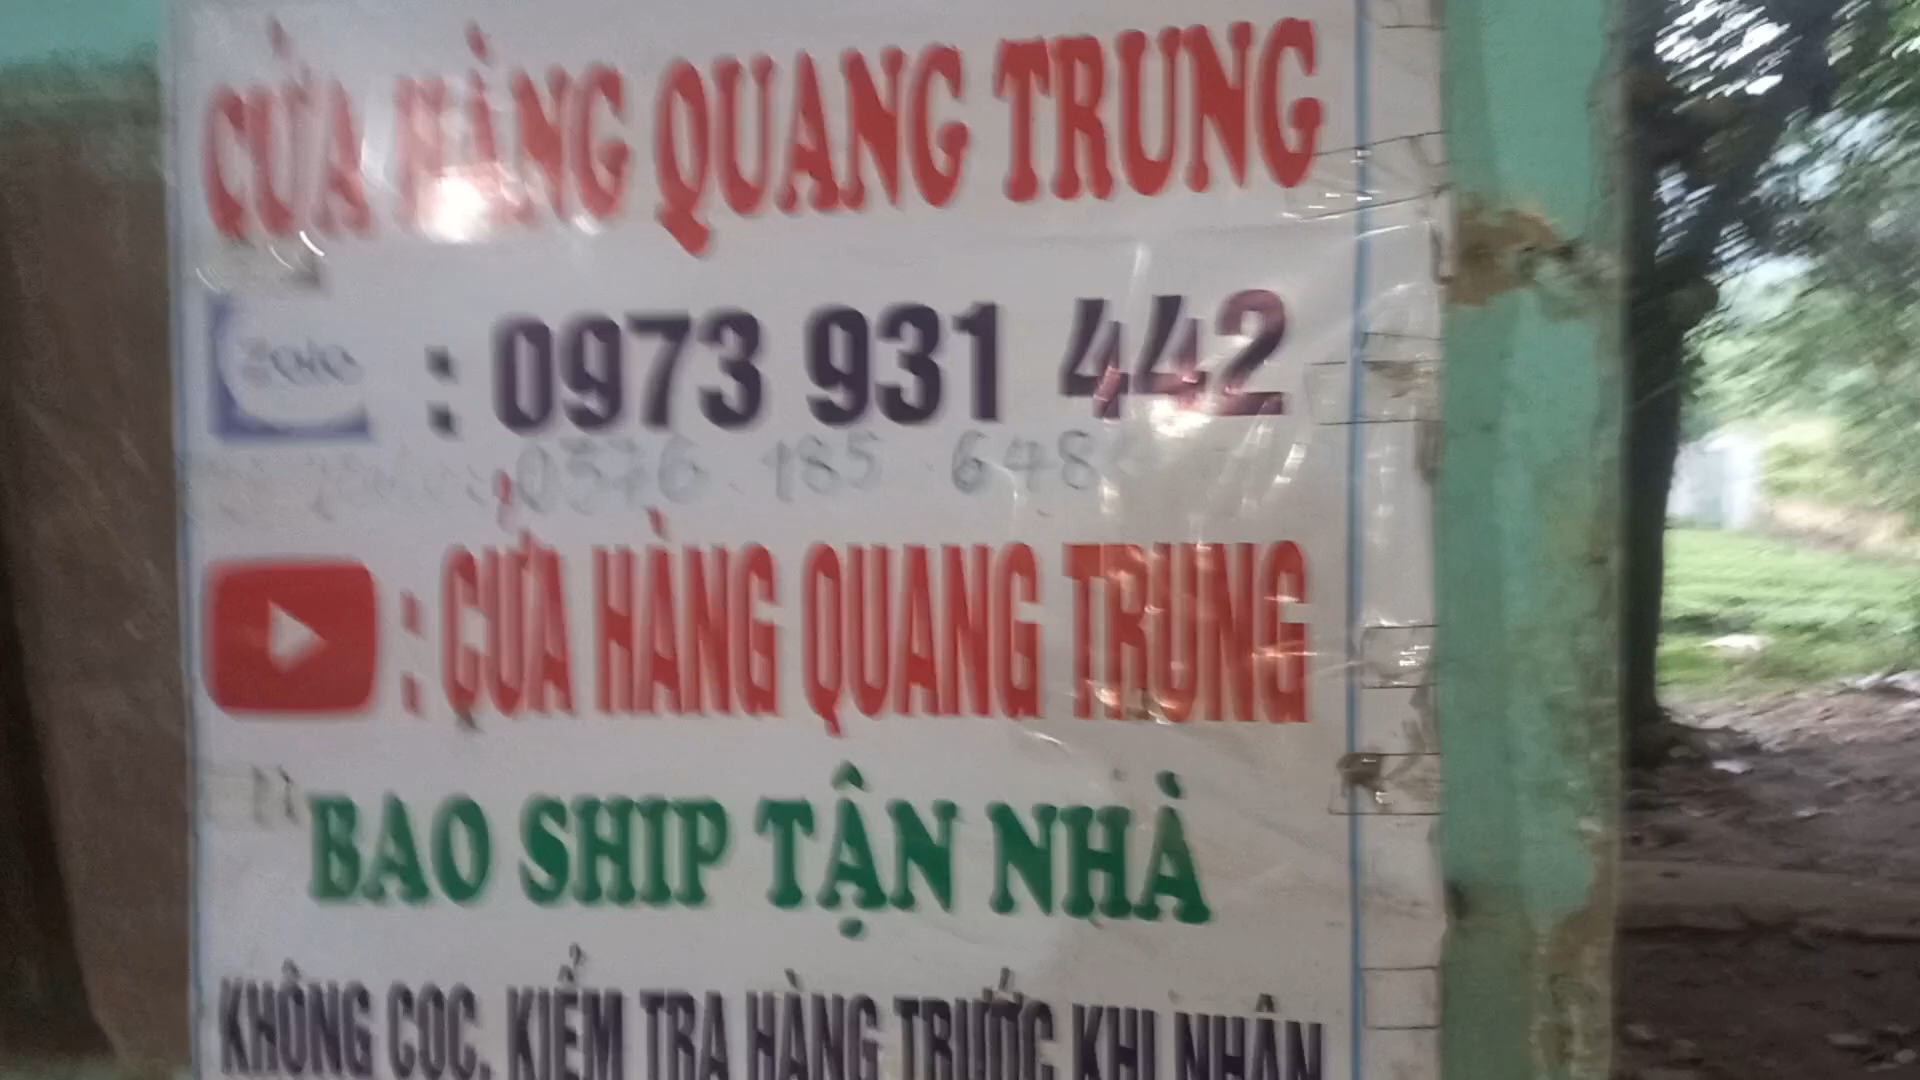 CỬA HÀNG QUANG TRUNG
Zalo : 0973 931 442
: CỬA HÀNG QUANG TRUNG
BAO SHIP TẬN NHÀ
KHÔNG CỌC, KIỂM TRA HÀNG TRƯỚC KHI NHẬN